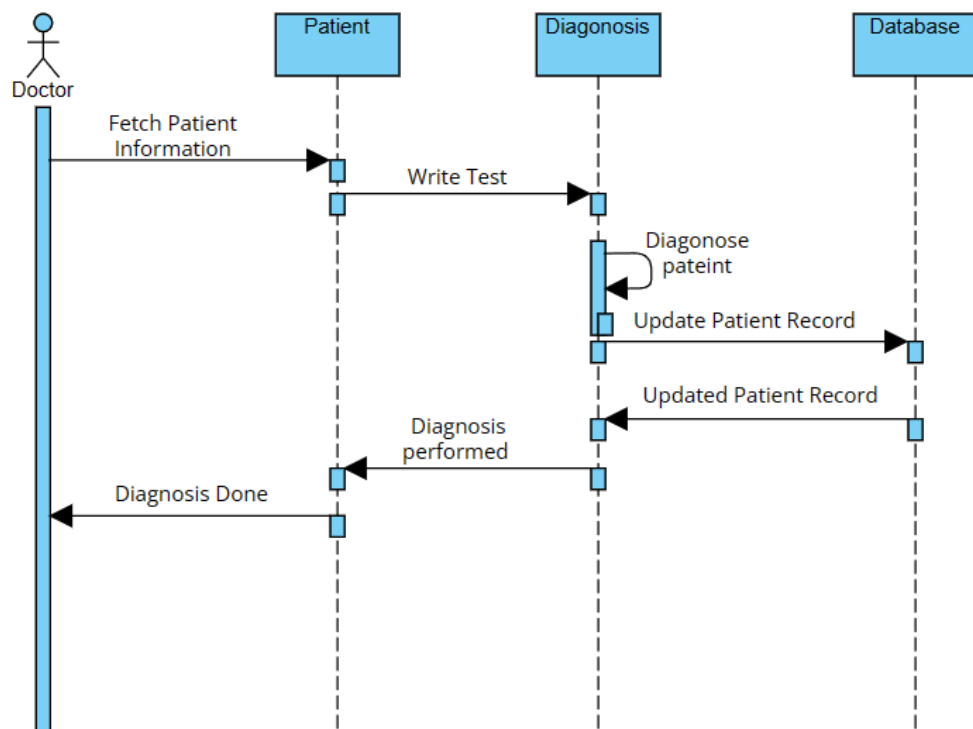 Patient
Diagonosis
Database
Doctor
Fetch Patient
Information
Write Test
Diagonose
pateint
Update Patient Record
Updated Patient Record
Diagnosis
performed
Diagnosis Done